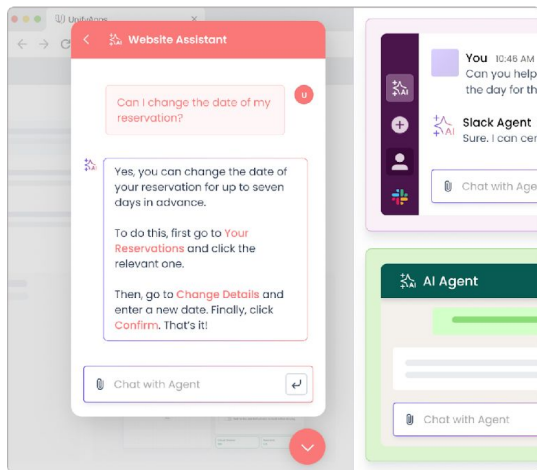 UnifyApps
Website Assistant
Can I change the date of my
reservation?
U
Yes, you can change the date of
your reservation for up to seven
days in advance.
To do this, first go to Your
Reservations and click the
relevant one.
Then, go to Change Details and
enter a new date. Finally, click
Confirm. That's it!
Chat with Agent
You 10:46 AM
Can you help
the day for th
AI
Slack Agent
AI
Sure. I can cer
Chat with Age
AI Agent
Chat with Agent